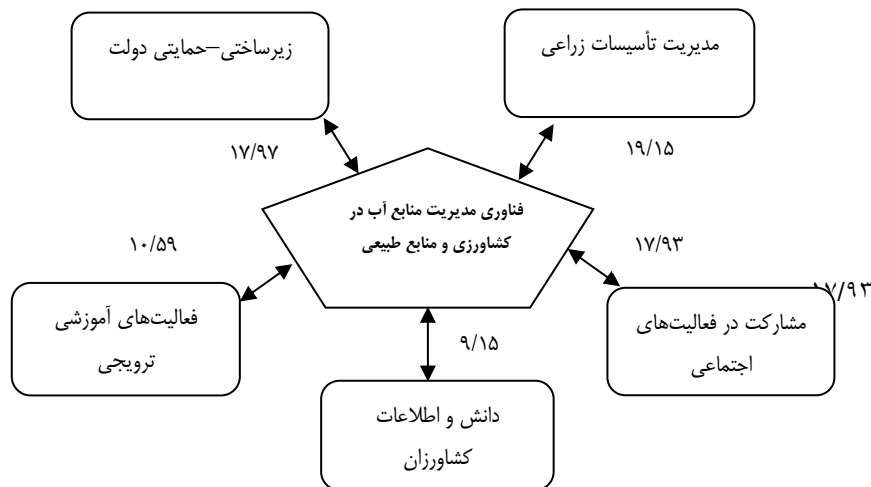 مدیریت تأسیسات زراعی
زیرساختی–حمایتی دولت
۱۹/۱۵
۱۷/۹۷
فناوری مدیریت منابع آب در
کشاورزی و منابع طبیعی
۱۷/۹۳
۱۰/۵۹
۱۷/۹۳
مشارکت در فعالیت‌های
اجتماعی
فعالیت‌های آموزشی
ترویجی
۹/۱۵
دانش و اطلاعات
کشاورزان